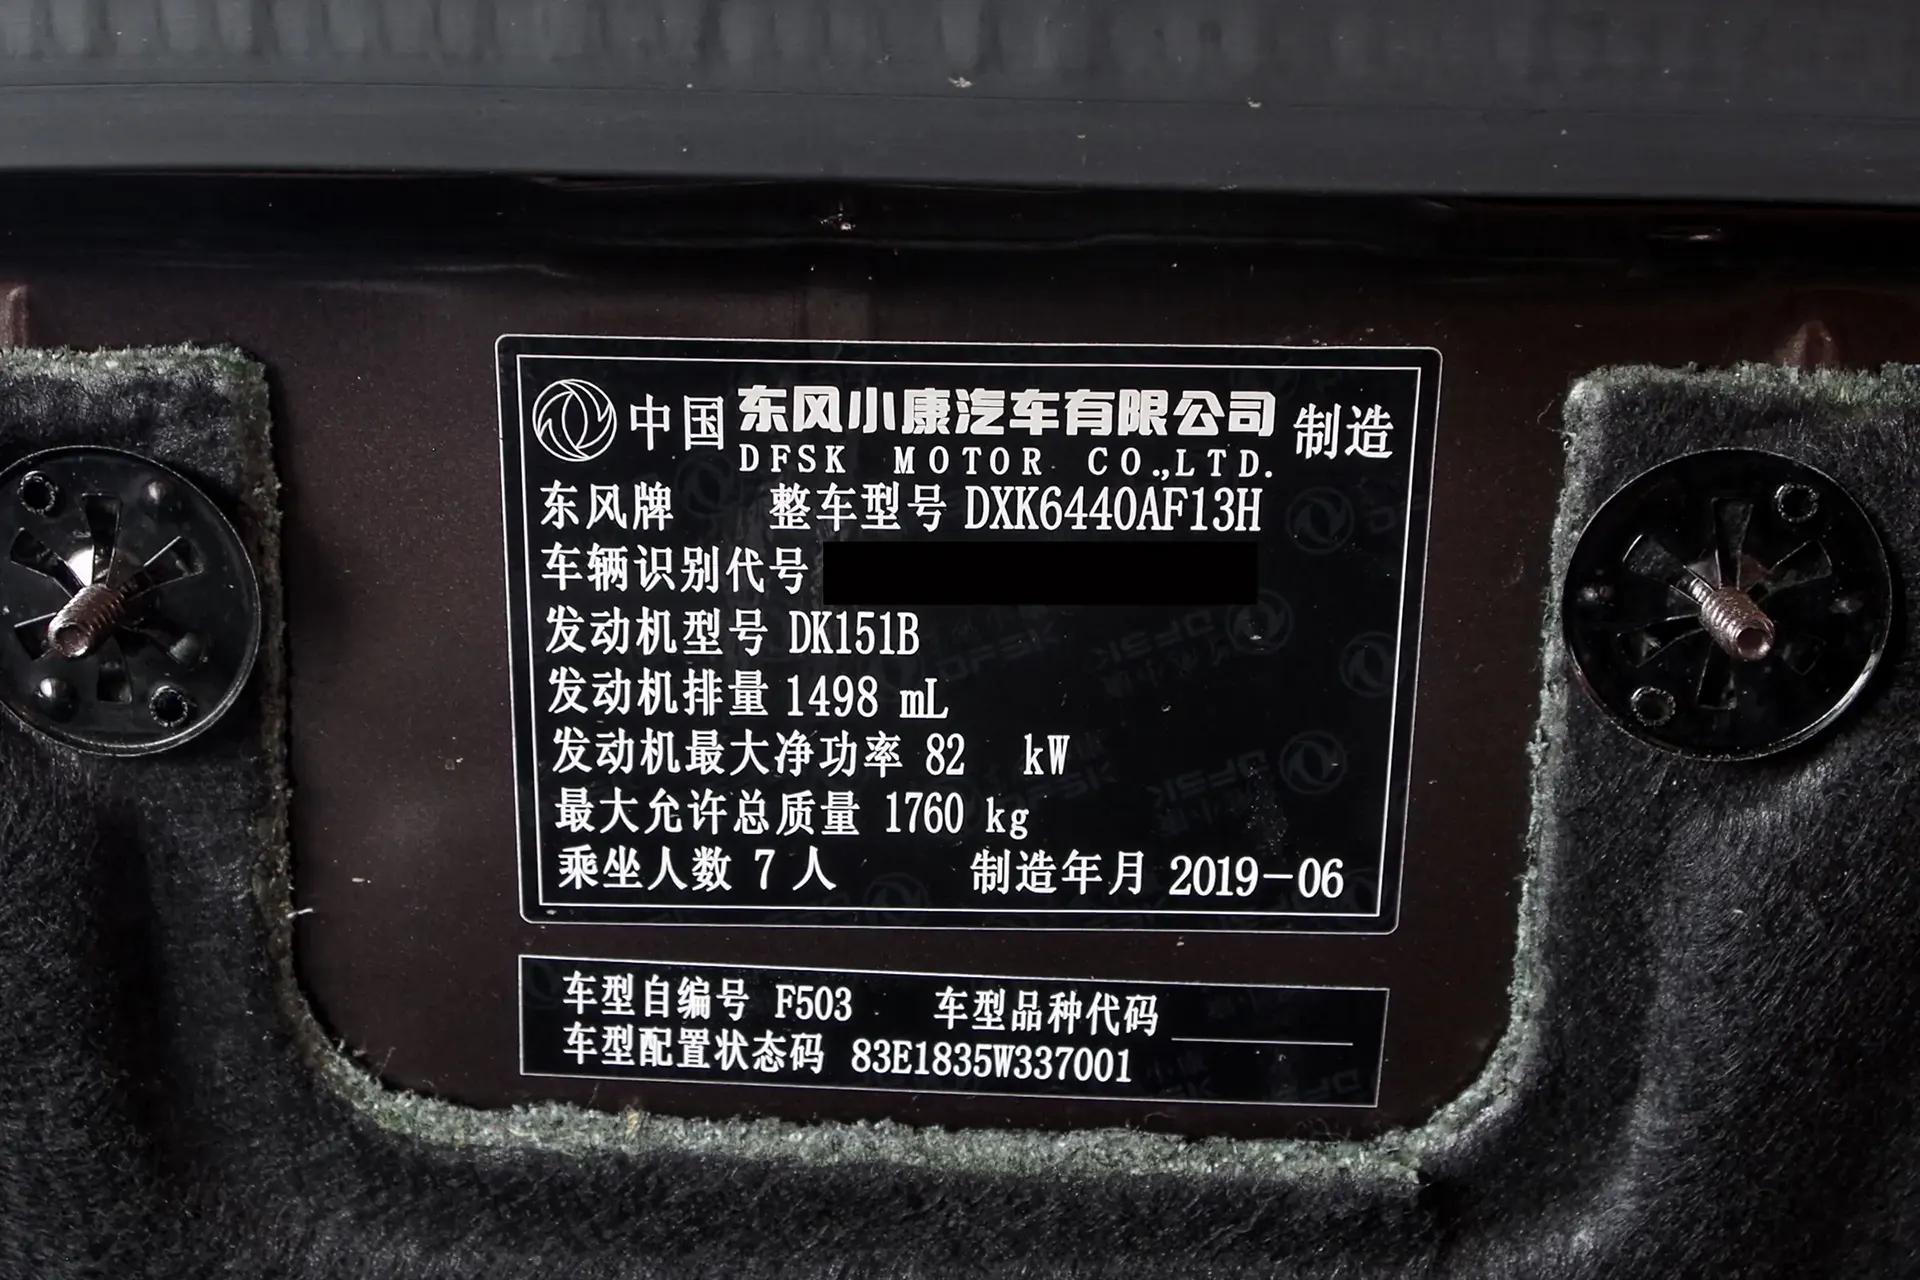 中国 东风小康汽车有限公司 制造
DFSK MOTOR CO.,LTD.
东风牌 整车型号 DXK6440AF13H
车辆识别代号
发动机型号 DK151B
发动机排量 1498 mL
发动机最大净功率 82 kW
最大允许总质量 1760 kg
乘坐人数 7 人 制造年月 2019-06
车型自编号 F503 车型品种代码
车型配置状态码 83E1835W337001